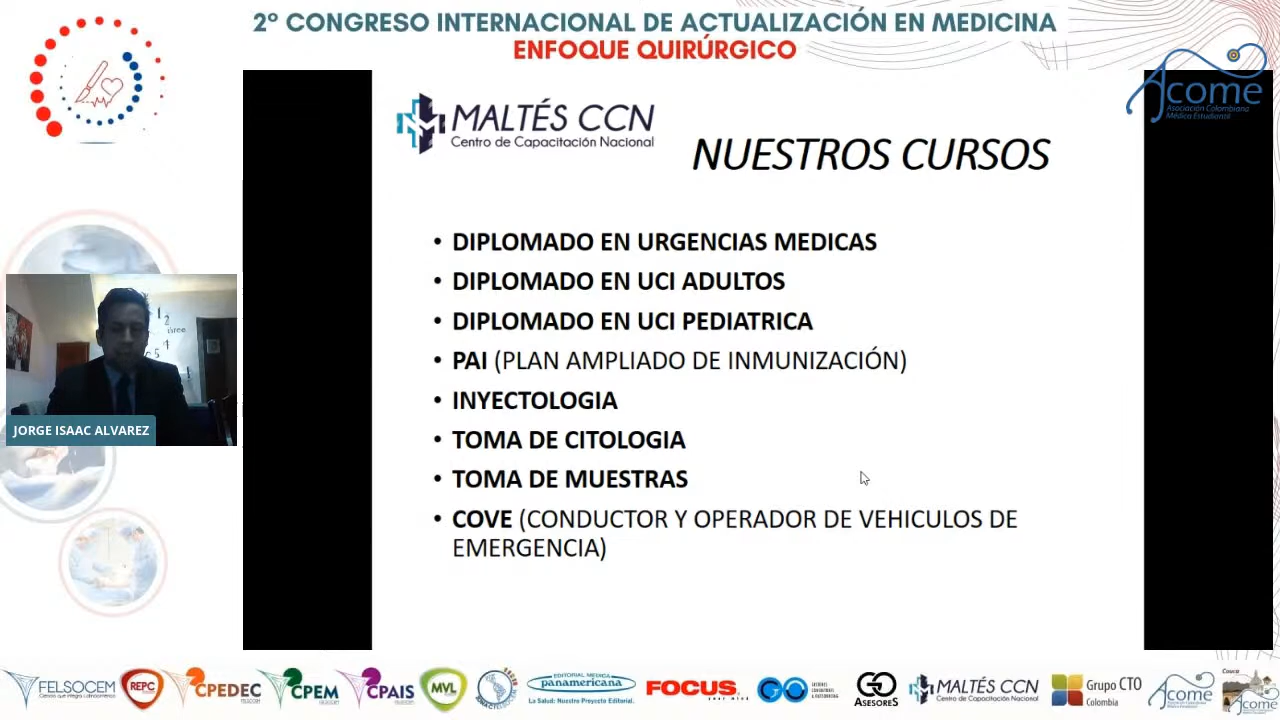 2° CONGRESO INTERNACIONAL DE ACTUALIZACIÓN EN MEDICINA
ENFOQUE QUIRÚRGICO
Acome
Asociación Colombiana
Médica Estudiantil
MALTÉS CCN
Centro de Capacitación Nacional
NUESTROS CURSOS
• DIPLOMADO EN URGENCIAS MEDICAS
• DIPLOMADO EN UCI ADULTOS
• DIPLOMADO EN UCI PEDIATRICA
• PAI (PLAN AMPLIADO DE INMUNIZACIÓN)
• INYECTOLOGIA
• TOMA DE CITOLOGIA
• TOMA DE MUESTRAS
• COVE (CONDUCTOR Y OPERADOR DE VEHICULOS DE
EMERGENCIA)
JORGE ISAAC ALVAREZ
FELSOCEM
REPC
CPEDEC
CPEM
CPAIS
MVL
EDITORIAL MEDICA
panamericana
La Salud: Nuestro Proyecto Editorial.
FOCUS
GO
GO
ASESORES
MALTÉS CCN
Centro de Capacitación Nacional
Grupo CTO
Colombia
Acome
Cauca
Acome